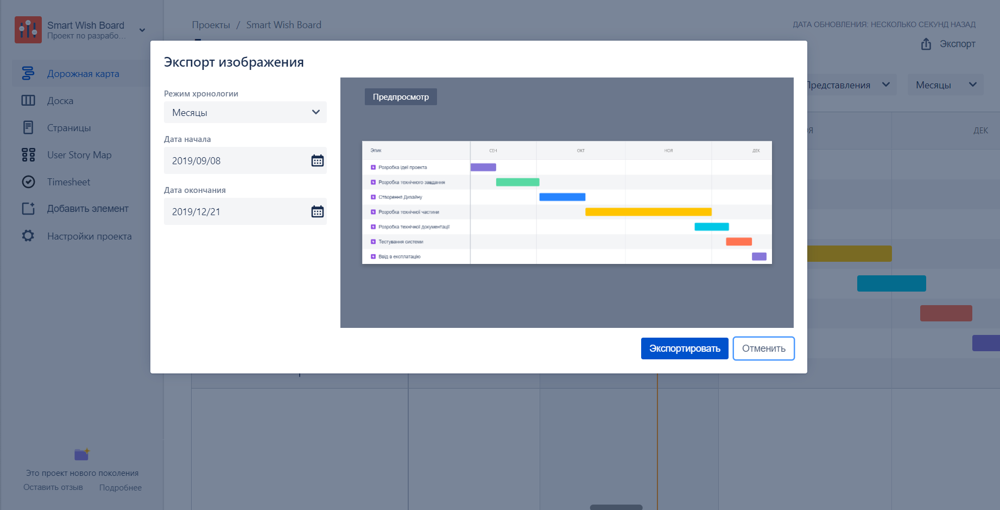 Smart Wish Board
Проект по разрабо...
Дорожная карта
Доска
Страницы
User Story Map
Timesheet
Добавить элемент
Настройки проекта
Это проект нового поколения
Оставить отзыв Подробнее
Проекты / Smart Wish Board
ДАТА ОБНОВЛЕНИЯ: НЕСКОЛЬКО СЕКУНД НАЗАД
Экспорт
Представления
Месяцы
ДЕК
Экспорт изображения
Режим хронологии
Месяцы
Дата начала
2019/09/08
Дата окончания
2019/12/21
Предпросмотр
Эпик СЕН ОКТ НОЯ ДЕК
Розробка ідеї проекта
Розробка технічного завдання
Створення Дизайну
Розробка технічної частини
Розробка технічної документації
Тестування системи
Ввід в експлатацію
Экспортировать Отменить